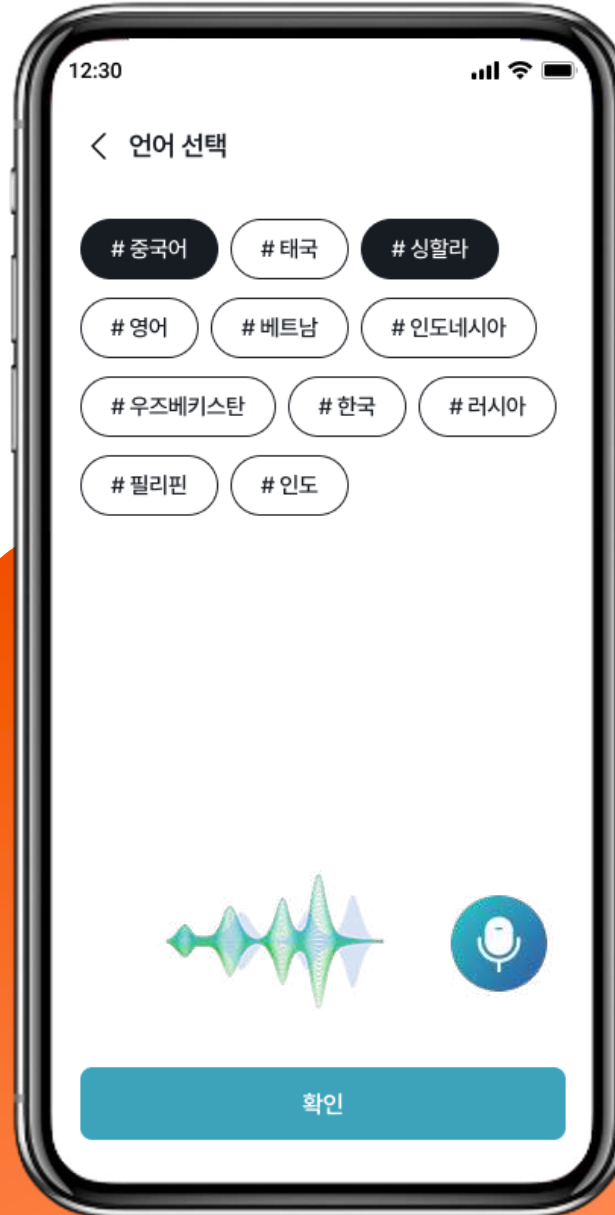 12:30
언어 선택
# 중국어 # 태국 # 싱할라
# 영어 # 베트남 # 인도네시아
# 우즈베키스탄 # 한국 # 러시아
# 필리핀 # 인도
확인